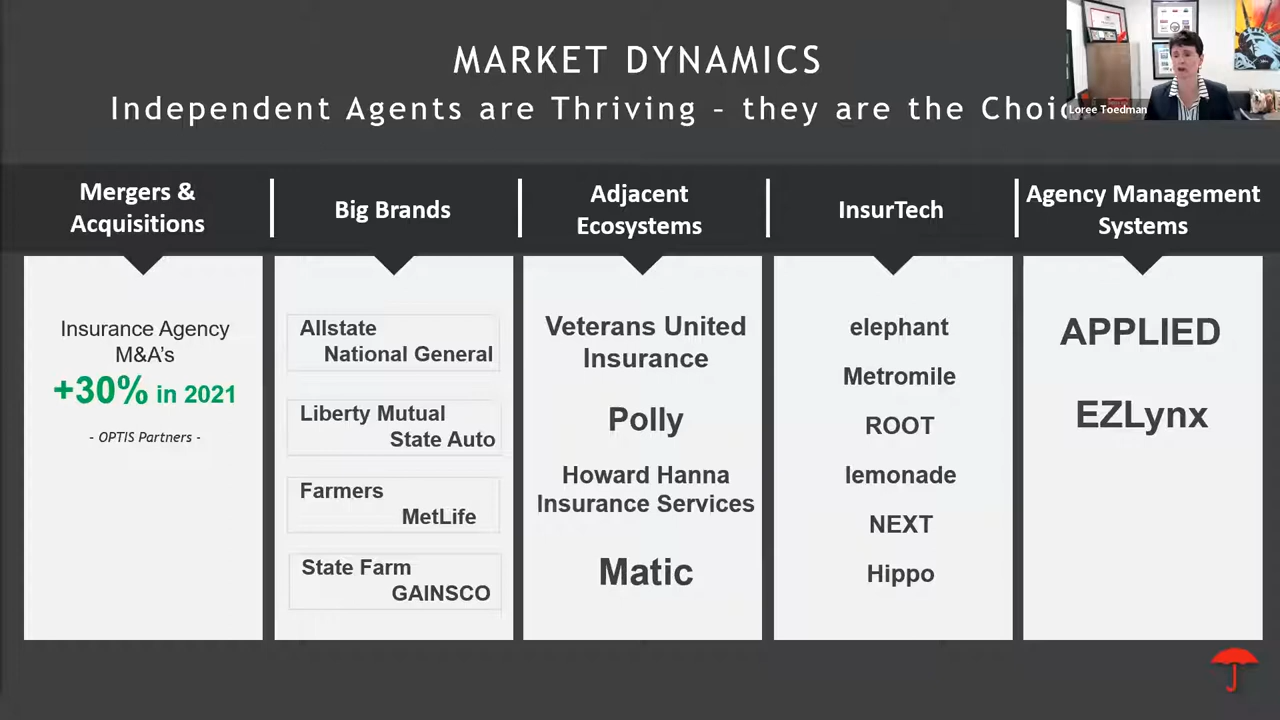 MARKET DYNAMICS
Independent Agents are Thriving – they are the
Loree Toedman
Mergers &
Acquisitions
Big Brands
Adjacent
Ecosystems
InsurTech
Agency Management
Systems
Insurance Agency
M&A's
+30% in 2021
- OPTIS Partners -
Allstate
National General
Liberty Mutual
State Auto
Farmers
MetLife
State Farm
GAINSCO
Veterans United
Insurance
Polly
Howard Hanna
Insurance Services
Matic
elephant
Metromile
ROOT
lemonade
NEXT
Hippo
APPLIED
EZLynx